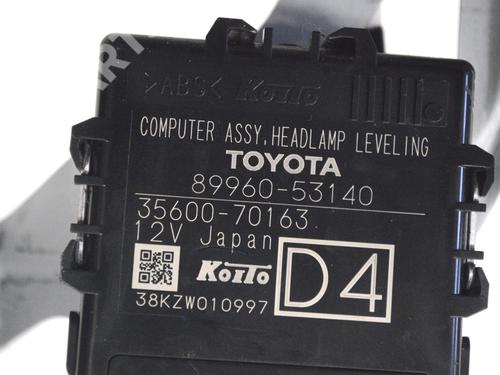 >ABS< KOITO
COMPUTER ASSY, HEADLAMP LEVELING
TOYOTA
89960-53140
35600-70163
12V Japan
KOITO
D4
38KZW010997